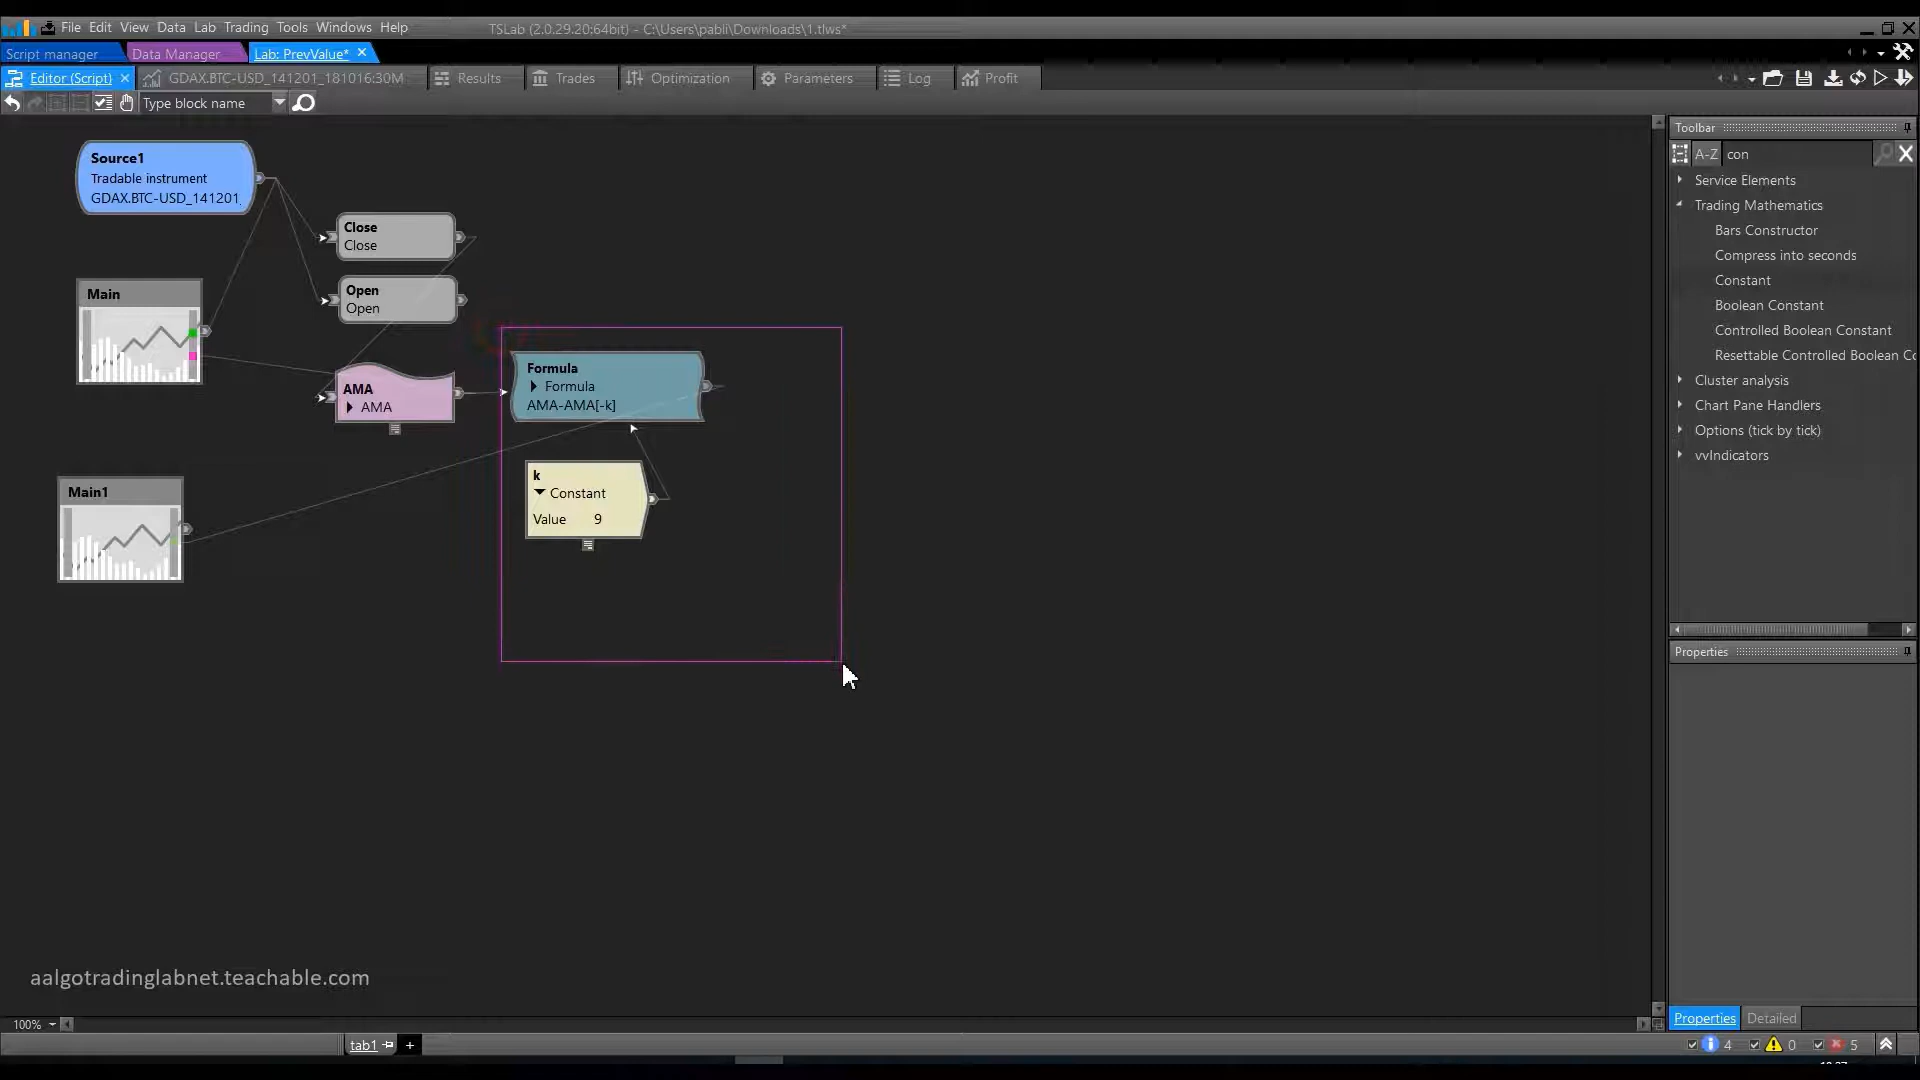 File Edit View Data Lab Trading Tools Windows Help
TSLab (2.0.29.20;64bit) - C:\Users\pabli\Downloads\1.tlws*
Script manager Data Manager Lab: PrevValue*
Editor (Script) GDAX.BTC-USD_141201_181016:30M Results Trades Optimization Parameters Log Profit
Type block name
Source1
Tradable instrument
GDAX.BTC-USD_141201_
Close
Close
Open
Open
Main
AMA
AMA
Formula
Formula
AMA-AMA[-k]
k
Constant
Value 9
Main1
Toolbar
A-Z con
Service Elements
Trading Mathematics
Bars Constructor
Compress into seconds
Constant
Boolean Constant
Controlled Boolean Constant
Resettable Controlled Boolean Cc
Cluster analysis
Chart Pane Handlers
Options (tick by tick)
vvIndicators
Properties
aalgotradinglabnet.teachable.com
100%
Properties Detailed
tab1 +
4 0 5